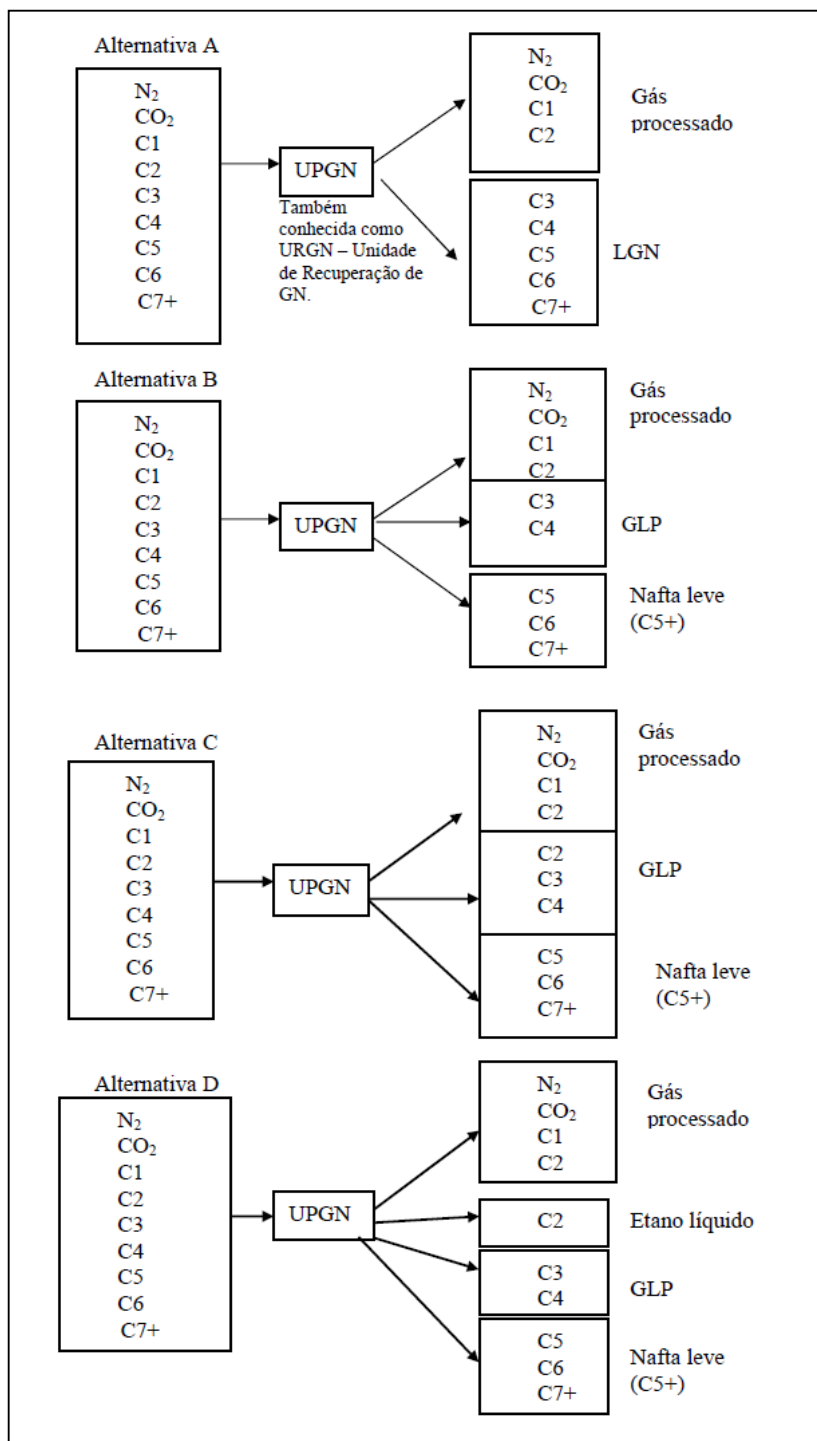 Alternativa A
N₂
CO₂
C1
C2
C3
C4
C5
C6
C7+
UPGN
Também
conhecida como
URGN – Unidade
de Recuperação de
GN.
N₂
CO₂
C1
C2
Gás
processado
C3
C4
C5
C6
C7+
LGN
Alternativa B
N₂
CO₂
C1
C2
C3
C4
C5
C6
C7+
UPGN
N₂
CO₂
C1
C2
Gás
processado
C3
C4
GLP
C5
C6
C7+
Nafta leve
(C5+)
Alternativa C
N₂
CO₂
C1
C2
C3
C4
C5
C6
C7+
UPGN
N₂
CO₂
C1
C2
Gás
processado
C2
C3
C4
GLP
C5
C6
C7+
Nafta leve
(C5+)
Alternativa D
N₂
CO₂
C1
C2
C3
C4
C5
C6
C7+
UPGN
N₂
CO₂
C1
C2
Gás
processado
C2
Etano líquido
C3
C4
GLP
C5
C6
C7+
Nafta leve
(C5+)